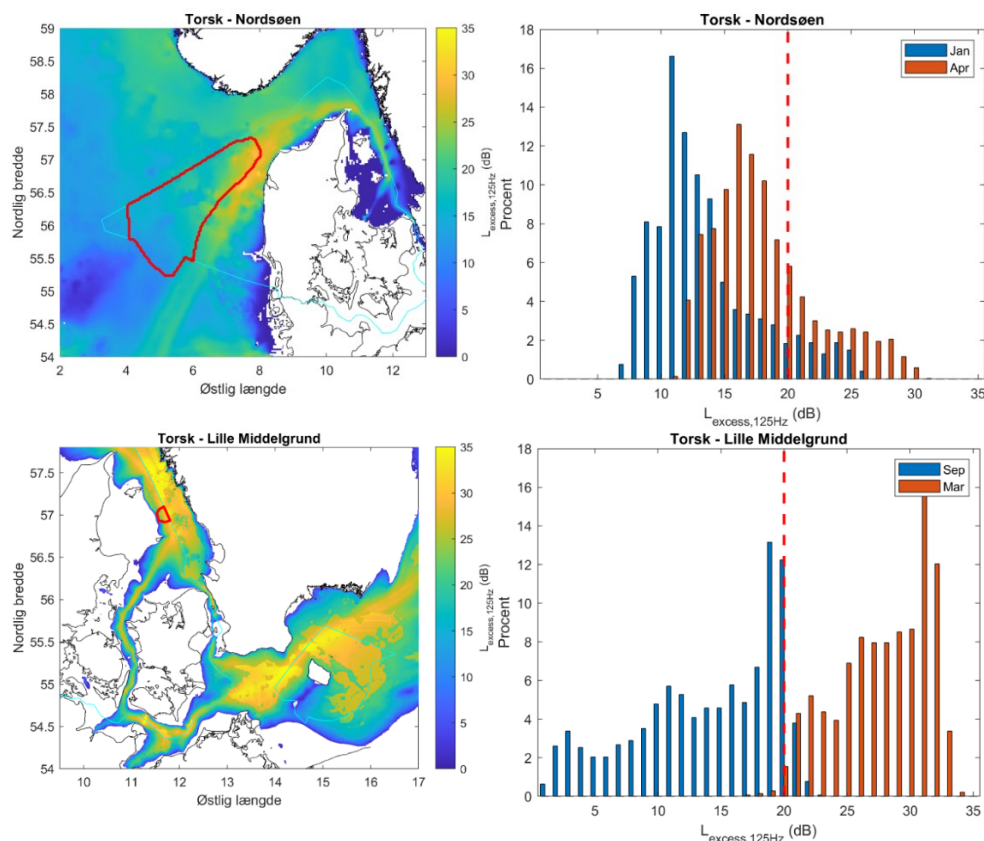 Torsk - Nordsøen
59
58.5
58
57.5
57
56.5
56
55.5
55
54.5
54
Nordlig bredde
2 4 6 8 10 12
Østlig længde
35
30
25
20
15
10
5
0
L excess,125Hz (dB)
Torsk - Nordsøen
18
16
14
12
10
8
6
4
2
0
Procent
5 10 15 20 25 30 35
L excess,125Hz (dB)
Jan
Apr
Torsk - Lille Middelgrund
57.5
57
56.5
56
55.5
55
54.5
54
Nordlig bredde
10 11 12 13 14 15 16 17
Østlig længde
35
30
25
20
15
10
5
0
L excess,125Hz (dB)
Torsk - Lille Middelgrund
18
16
14
12
10
8
6
4
2
0
Procent
5 10 15 20 25 30 35
L excess,125Hz (dB)
Sep
Mar